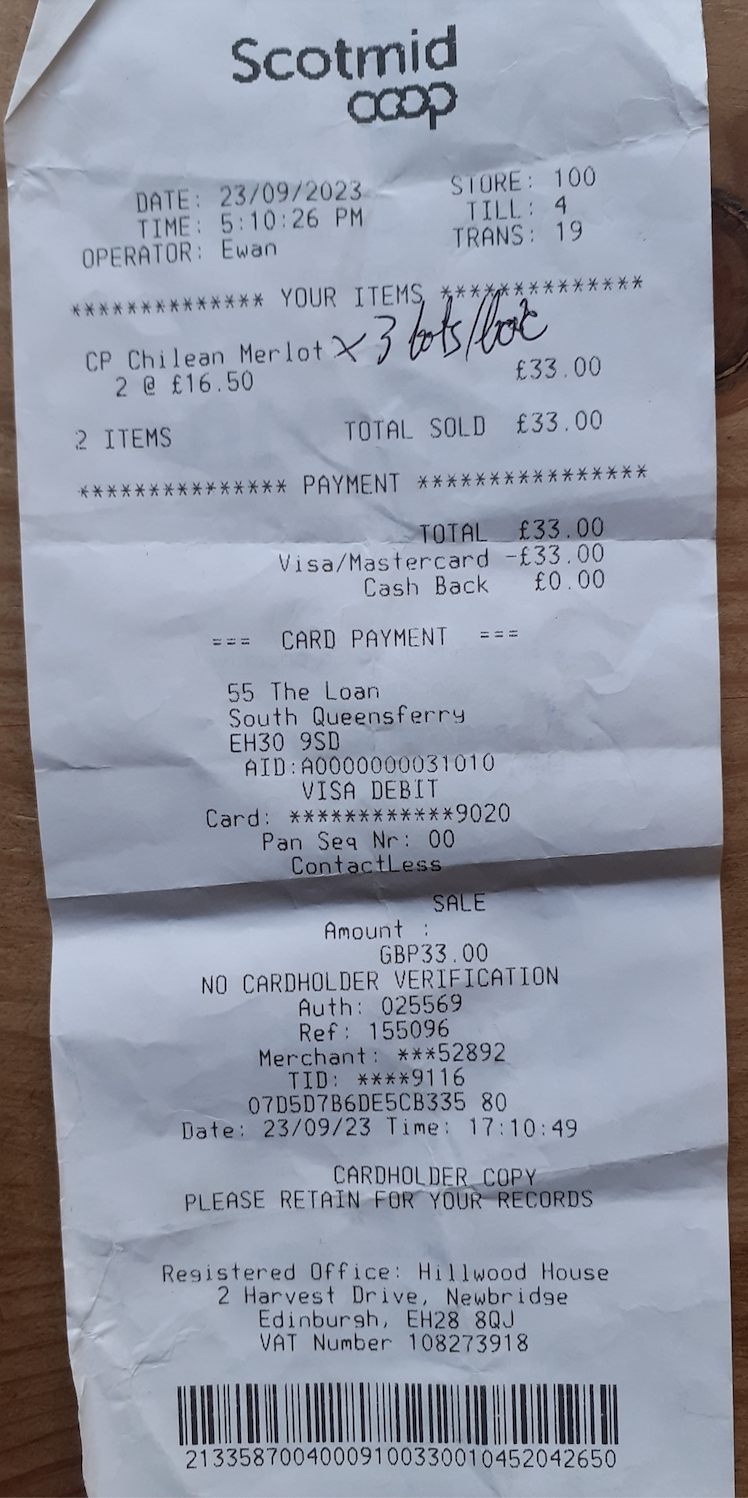 Scotmid
coop
DATE: 23/09/2023 STORE: 100
TIME: 5:10:26 PM TILL: 4
OPERATOR: Ewan TRANS: 19
************** YOUR ITEMS **************
CP Chilean Merlot x 3 bots/box
2 @ £16.50 £33.00
2 ITEMS TOTAL SOLD £33.00
*************** PAYMENT ****************
TOTAL £33.00
Visa/Mastercard -£33.00
Cash Back £0.00
=== CARD PAYMENT ===
55 The Loan
South Queensferry
EH30 9SD
AID:A0000000031010
VISA DEBIT
Card: ************9020
Pan Seq Nr: 00
ContactLess
SALE
Amount :
GBP33.00
NO CARDHOLDER VERIFICATION
Auth: 025569
Ref: 155096
Merchant: ***52892
TID: ****9116
07D5D7B6DE5CB335 80
Date: 23/09/23 Time: 17:10:49
CARDHOLDER COPY
PLEASE RETAIN FOR YOUR RECORDS
Registered Office: Hillwood House
2 Harvest Drive, Newbridge
Edinburgh, EH28 8QJ
VAT Number 108273918
2133587004000910033001045204265​0